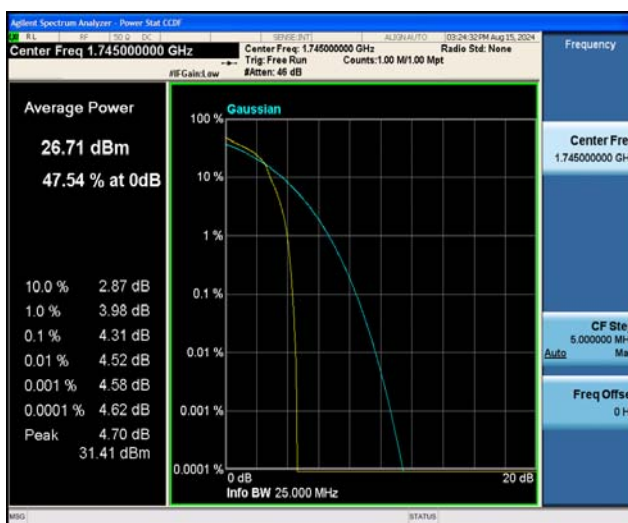 Agilent Spectrum Analyzer - Power Stat CCDF
RL RF 50 Ω DC SENSE:INT ALIGN AUTO 03:24:32PM Aug 15, 2024
Center Freq 1.745000000 GHz
Center Freq: 1.745000000 GHz Radio Std: None
Trig: Free Run Counts:1.00 M/1.00 Mpt
#IFGain:Low #Atten: 46 dB
Frequency
Average Power
26.71 dBm
47.54 % at 0dB
10.0 % 2.87 dB
1.0 % 3.98 dB
0.1 % 4.31 dB
0.01 % 4.52 dB
0.001 % 4.58 dB
0.0001 % 4.62 dB
Peak 4.70 dB
31.41 dBm
Gaussian
100 %
10 %
1 %
0.1 %
0.01 %
0.001 %
0.0001 %
0 dB 20 dB
Info BW 25.000 MHz
Center Fre
1.745000000 GH
CF Ste
5.000000 MH
Auto Ma
Freq Offse
0 H
MSG STATUS